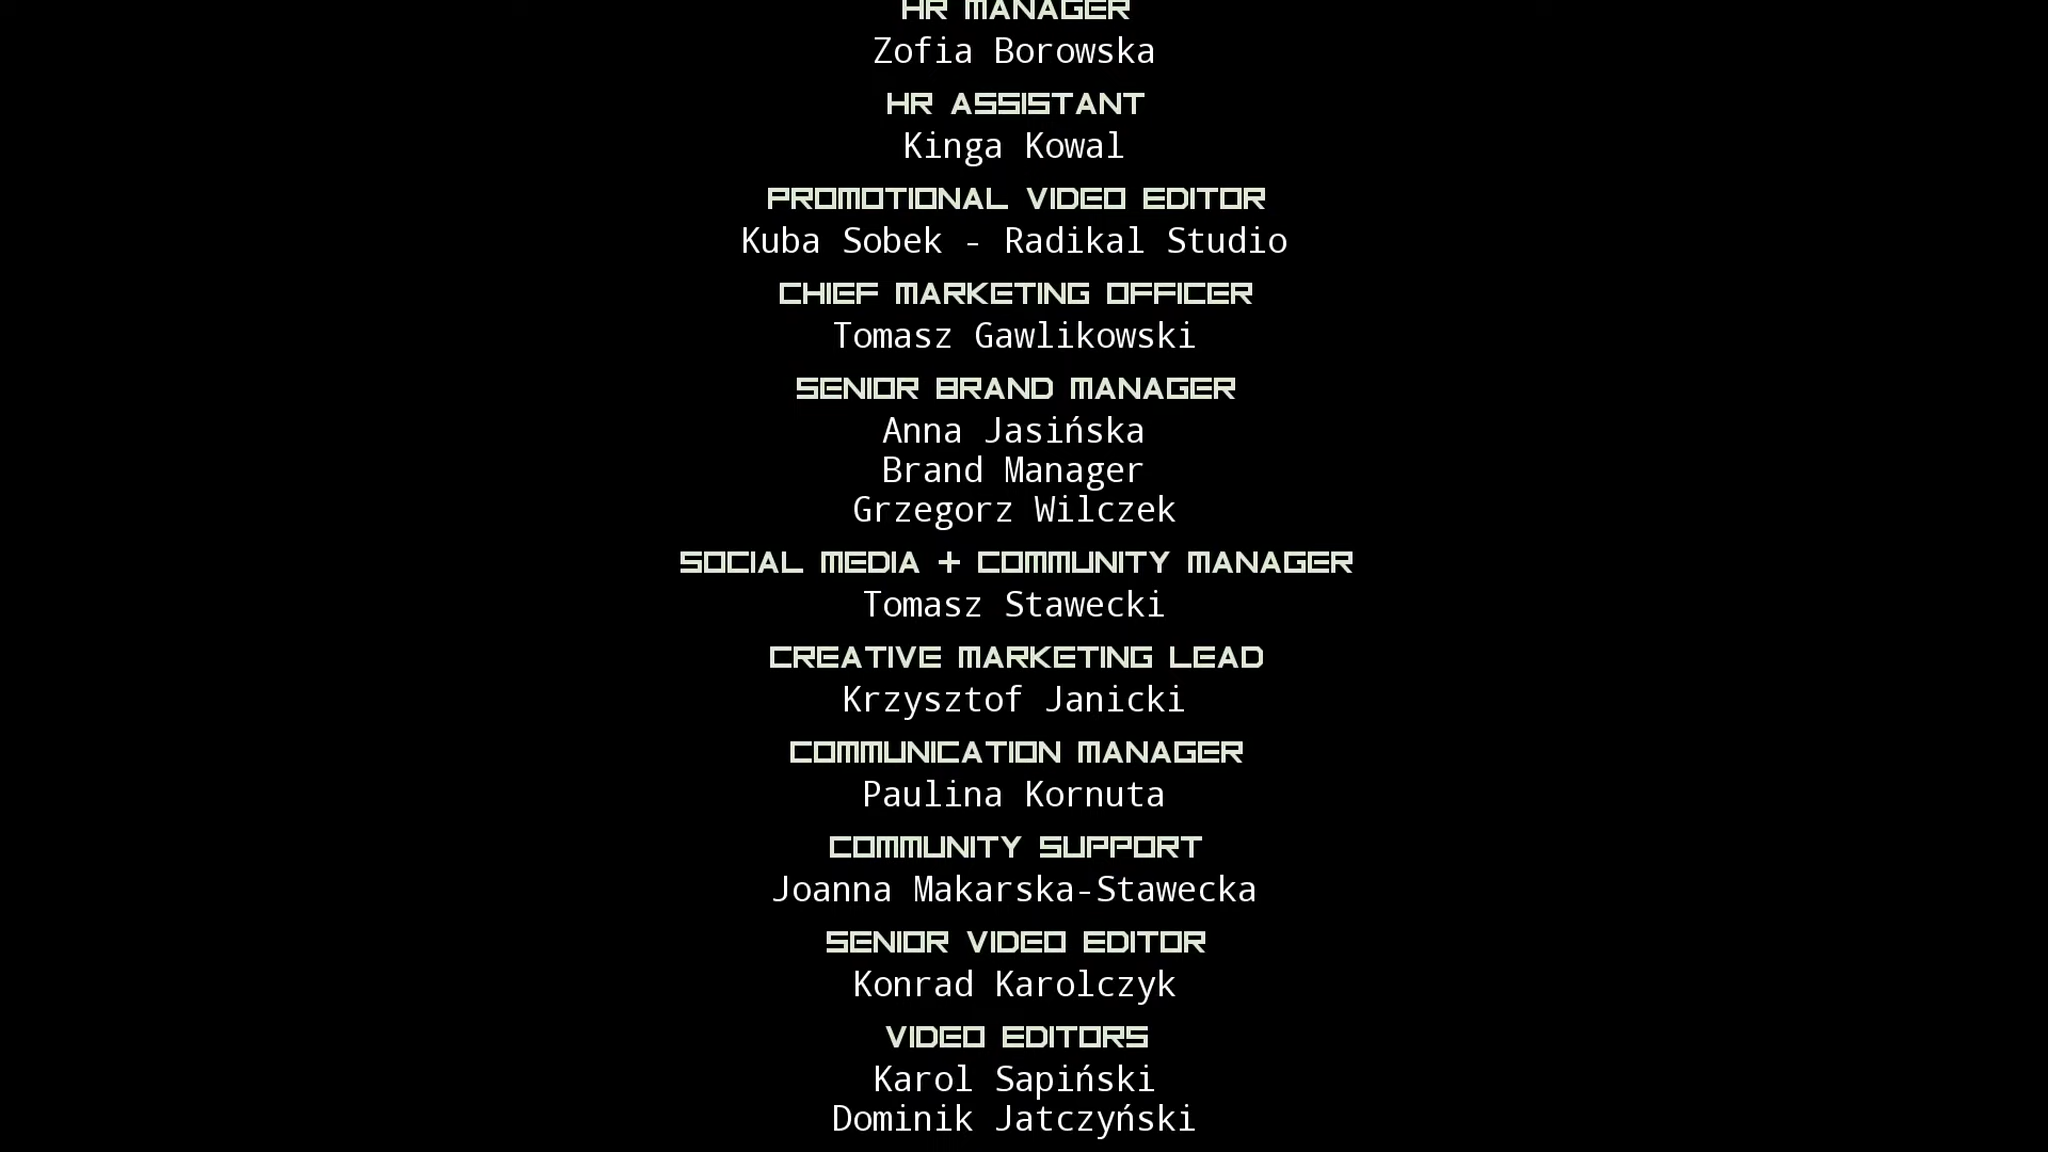 HR MANAGER
Zofia Borowska
HR ASSISTANT
Kinga Kowal
PROMOTIONAL VIDEO EDITOR
Kuba Sobek - Radikal Studio
CHIEF MARKETING OFFICER
Tomasz Gawlikowski
SENIOR BRAND MANAGER
Anna Jasińska
Brand Manager
Grzegorz Wilczek
SOCIAL MEDIA + COMMUNITY MANAGER
Tomasz Stawecki
CREATIVE MARKETING LEAD
Krzysztof Janicki
COMMUNICATION MANAGER
Paulina Kornuta
COMMUNITY SUPPORT
Joanna Makarska-Stawecka
SENIOR VIDEO EDITOR
Konrad Karolczyk
VIDEO EDITORS
Karol Sapiński
Dominik Jatczyński